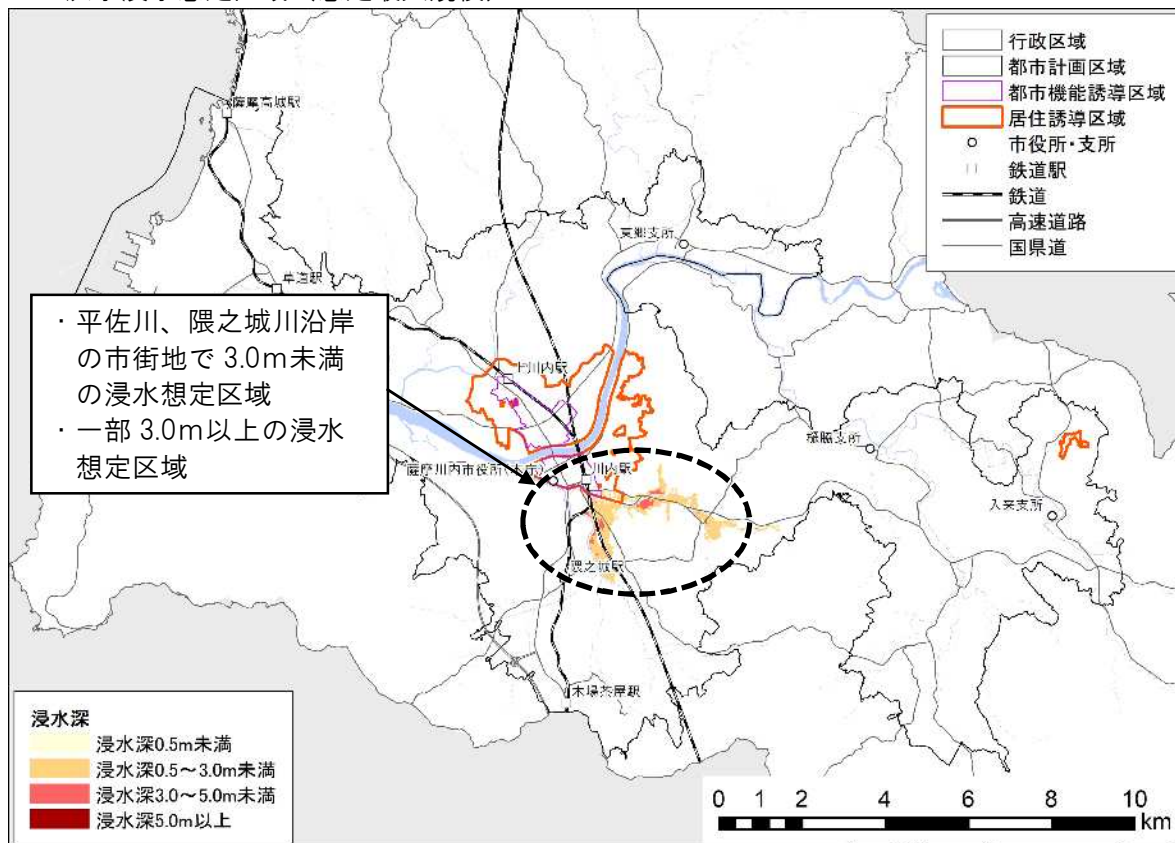 行政区域
都市計画区域
都市機能誘導区域
居住誘導区域
市役所・支所
鉄道駅
鉄道
高速道路
国県道
薩摩高城駅
草道駅
東郷支所
・平佐川、隈之城川沿岸
の市街地で 3.0m未満
の浸水想定区域
・一部 3.0m以上の浸水
想定区域
上川内駅
樋脇支所
川内駅
入来支所
隈之城駅
木場茶屋駅
浸水深
浸水深0.5m未満
浸水深0.5～3.0m未満
浸水深3.0～5.0m未満
浸水深5.0m以上
0 1 2 4 6 8 10
km